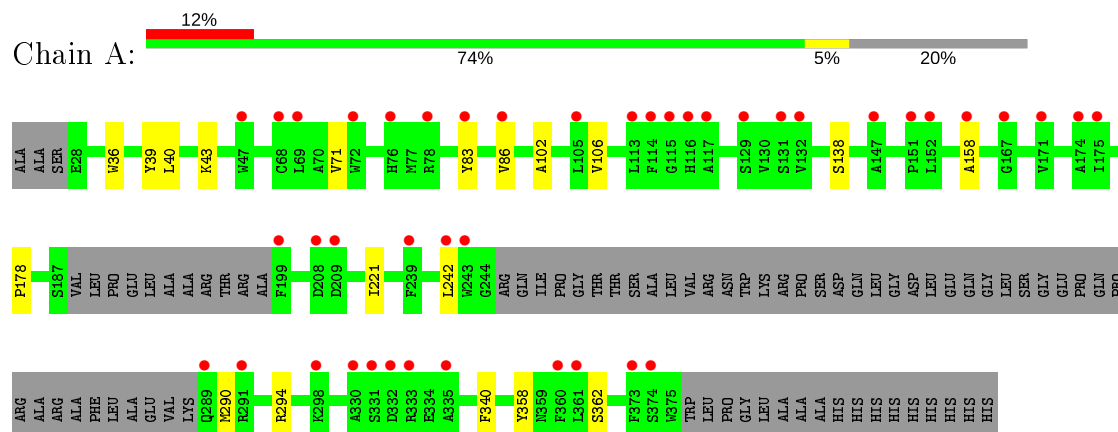 12%
Chain A:
74% 5% 20%
ALA ALA SER E28 W36 Y39 L40 K43 W47 C68 L69 A70 V71 W72 H76 M77 R78 Y83 V86 A102 L105 V106 L113 F114 G115 H116 A117 S129 V130 S131 V132 S138 A147 P151 L152 A158 G167 V171 A174 I175
P178 S187 VAL LEU PRO GLU LEU ALA ALA ARG THR ARG ALA F199 D208 D209 I221 F239 L242 W243 G244 ARG GLN ILE PRO GLY THR THR SER ALA LEU VAL ARG ASN TRP LYS ARG PRO SER ASP GLN LEU GLY ASP LEU GLU GLN GLY LEU SER GLY GLU PRO GLN PRO
ARG ALA ARG ALA PHE LEU ALA GLU VAL LYS Q289 M290 R291 R294 K298 A330 S331 D332 R333 E334 A335 F340 Y358 N359 F360 L361 S362 F373 S374 W375 TRP LEU PRO GLY LEU ALA ALA ALA HIS HIS HIS HIS HIS HIS HIS HIS HIS